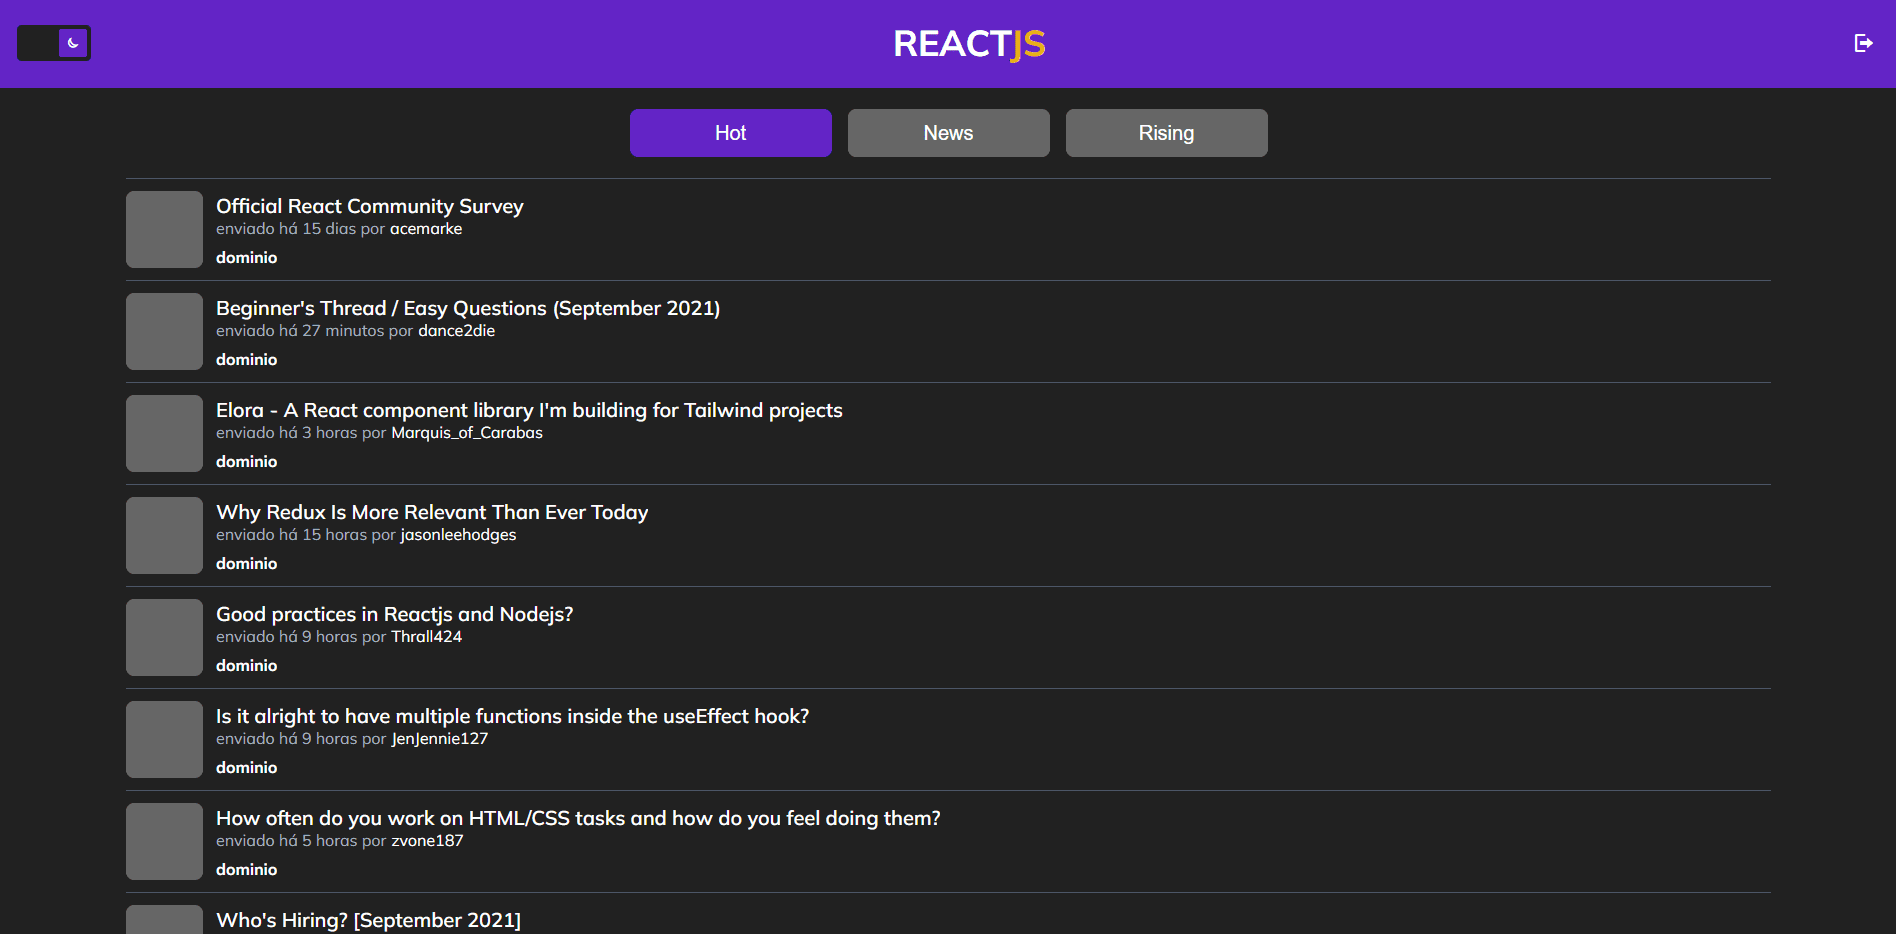 REACTJS
Hot
News
Rising
Official React Community Survey
enviado há 15 dias por acemarke
dominio
Beginner's Thread / Easy Questions (September 2021)
enviado há 27 minutos por dance2die
dominio
Elora - A React component library I'm building for Tailwind projects
enviado há 3 horas por Marquis_of_Carabas
dominio
Why Redux Is More Relevant Than Ever Today
enviado há 15 horas por jasonleehodges
dominio
Good practices in Reactjs and Nodejs?
enviado há 9 horas por Thrall424
dominio
Is it alright to have multiple functions inside the useEffect hook?
enviado há 9 horas por JenJennie127
dominio
How often do you work on HTML/CSS tasks and how do you feel doing them?
enviado há 5 horas por zvone187
dominio
Who's Hiring? [September 2021]